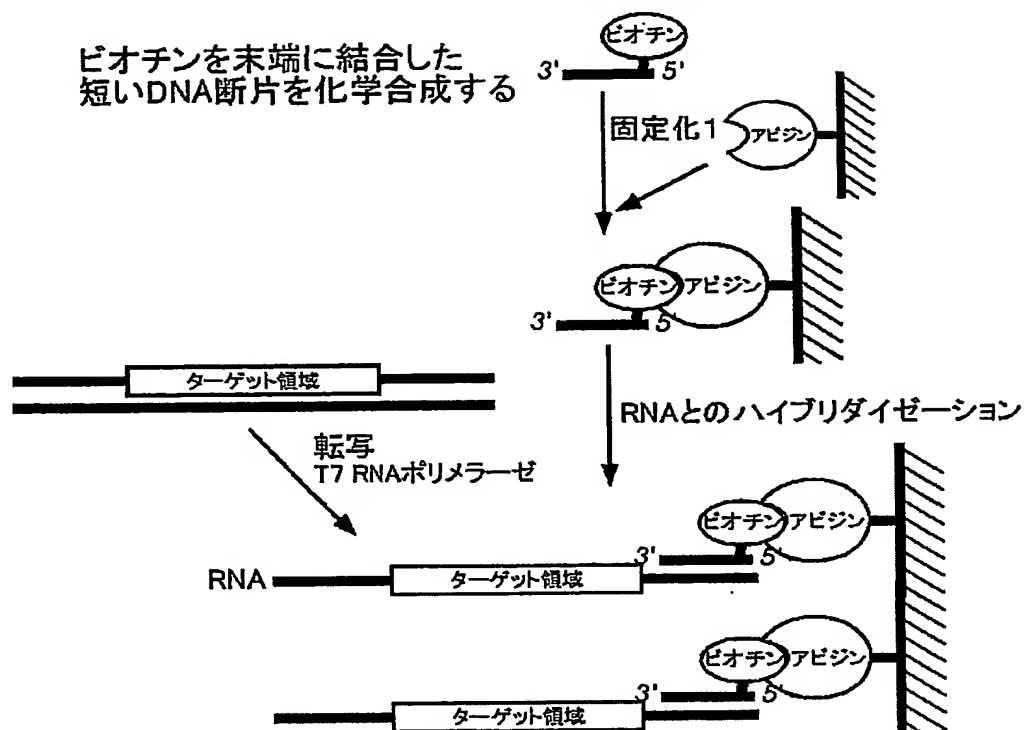 ビオチンを末端に結合した
短いDNA断片を化学合成する
ビオチン
3' 5'
固定化1
アビジン
ビオチン アビジン
3' 5'
ターゲット領域
RNAとのハイブリダイゼーション
転写
T7 RNAポリメラーゼ
ビオチン アビジン
3' 5'
RNA ターゲット領域
ビオチン アビジン
3' 5'
ターゲット領域